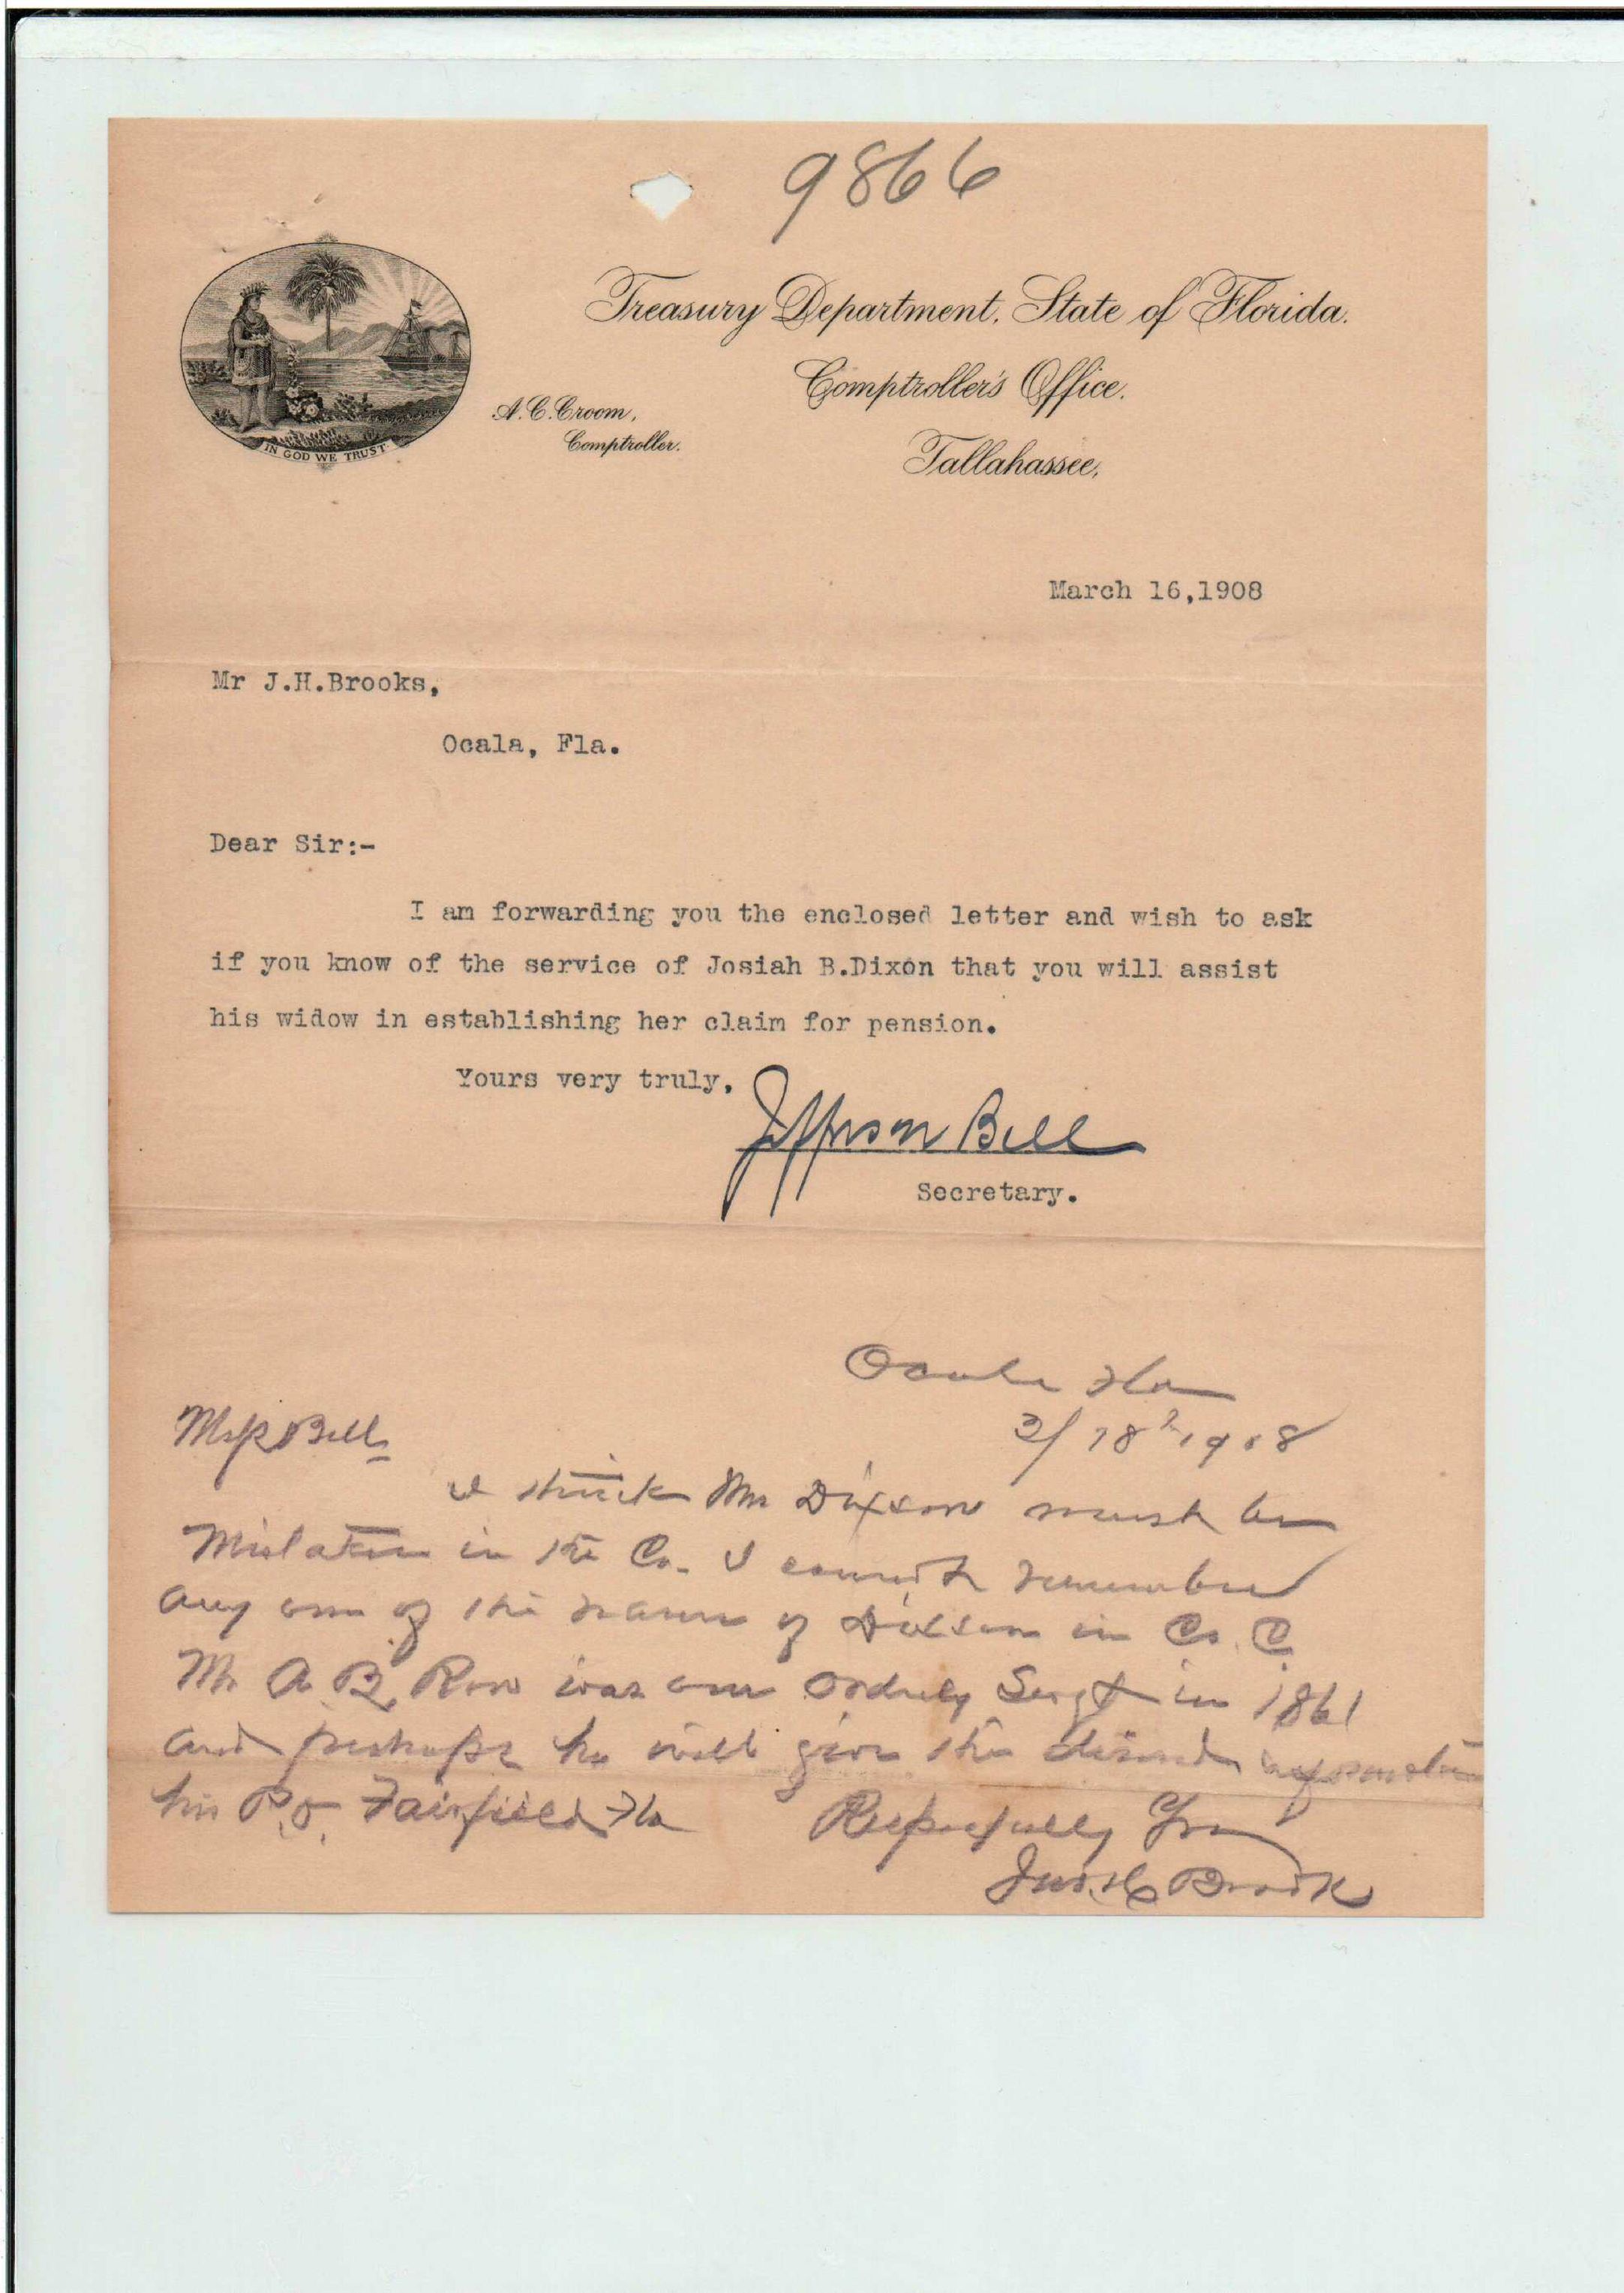 9866
Treasury Department, State of Florida.
Comptroller's Office.
A.C.Croom,
Comptroller.
Tallahassee,
IN GOD WE TRUST
March 16,1908
Mr J.H.Brooks,
Ocala, Fla.
Dear Sir:-
I am forwarding you the enclosed letter and wish to ask
if you know of the service of Josiah B.Dixon that you will assist
his widow in establishing her claim for pension.
Yours very truly,
Jefferson Bell
Secretary.
Ocala Fla
3/18 1908
Bell
I think Mr Dixson must be
Mistaken in the Co. I cannot remember
any one of the name of Dixson in Co. C
Mr A. B. was our Orderly Sergt in 1861
and perhaps he will give the desired information
his P.O. Fairfield Fla
Respectfully Yours
Jno. H Brooks